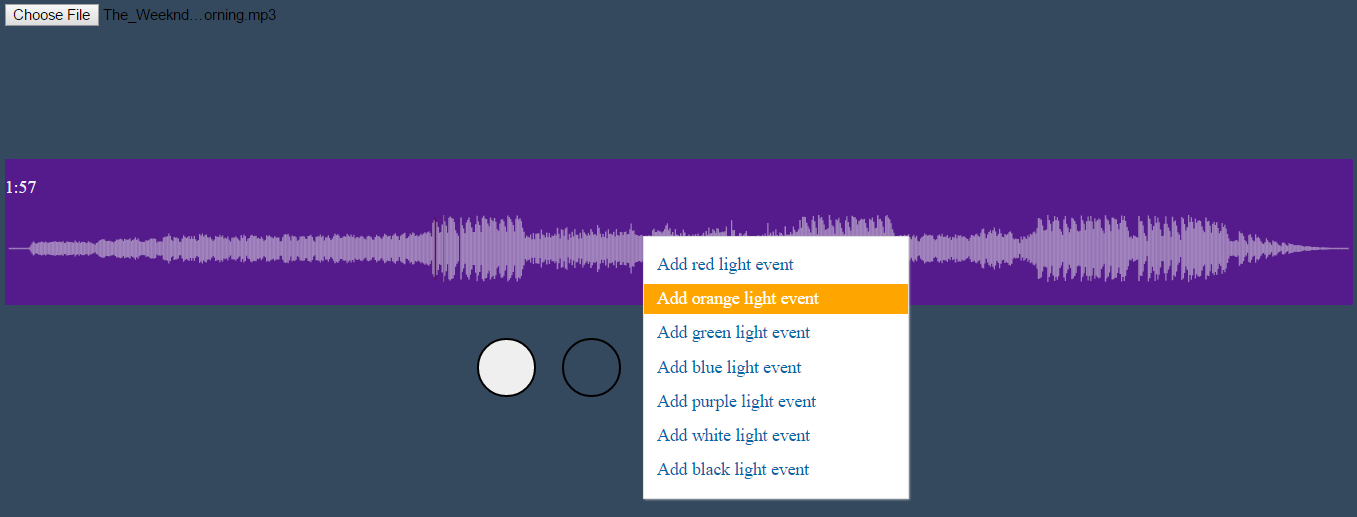 Choose File The_Weeknd...orning.mp3
1:57
Add red light event
Add orange light event
Add green light event
Add blue light event
Add purple light event
Add white light event
Add black light event